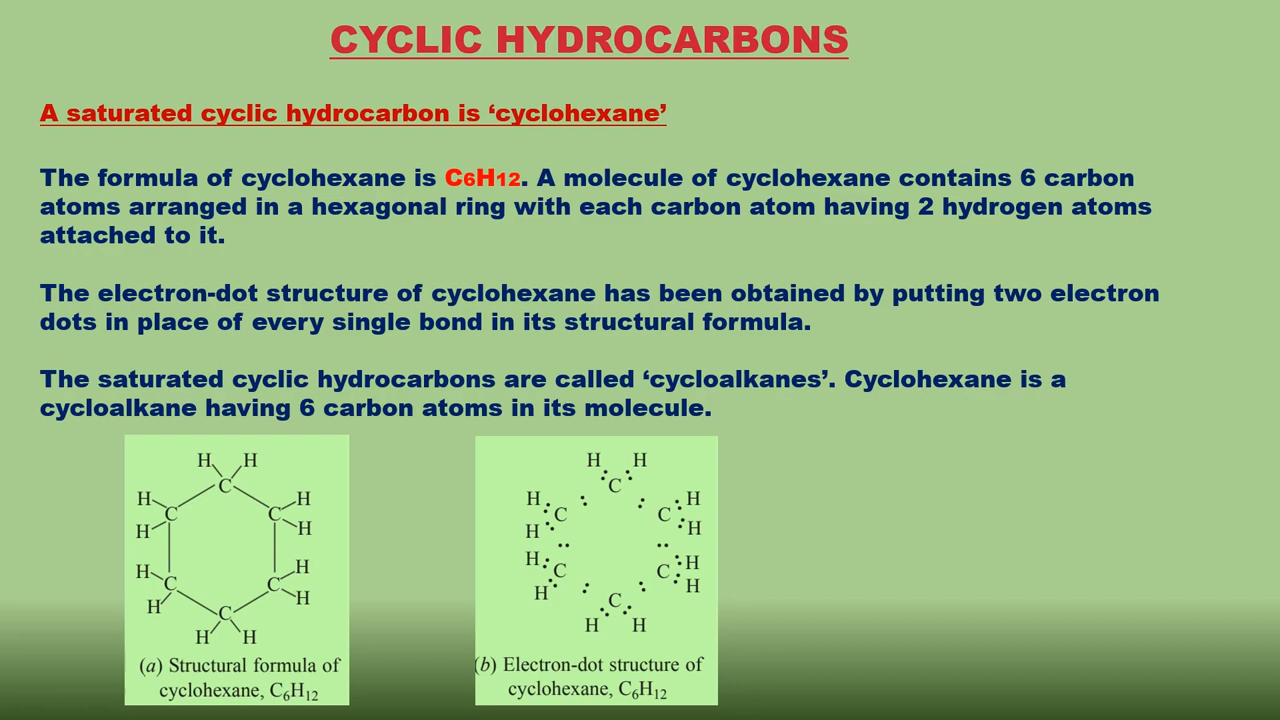 CYCLIC HYDROCARBONS
A saturated cyclic hydrocarbon is ‘cyclohexane’
The formula of cyclohexane is C6H12. A molecule of cyclohexane contains 6 carbon
atoms arranged in a hexagonal ring with each carbon atom having 2 hydrogen atoms
attached to it.
The electron-dot structure of cyclohexane has been obtained by putting two electron
dots in place of every single bond in its structural formula.
The saturated cyclic hydrocarbons are called ‘cycloalkanes’. Cyclohexane is a
cycloalkane having 6 carbon atoms in its molecule.
H H
C
H H
C C
H H
H H
C C
H H
C
H H
(a) Structural formula of
cyclohexane, C6H12
H H
C
H H
C C
H H
H H
C C
H H
C
H H
(b) Electron-dot structure of
cyclohexane, C6H12